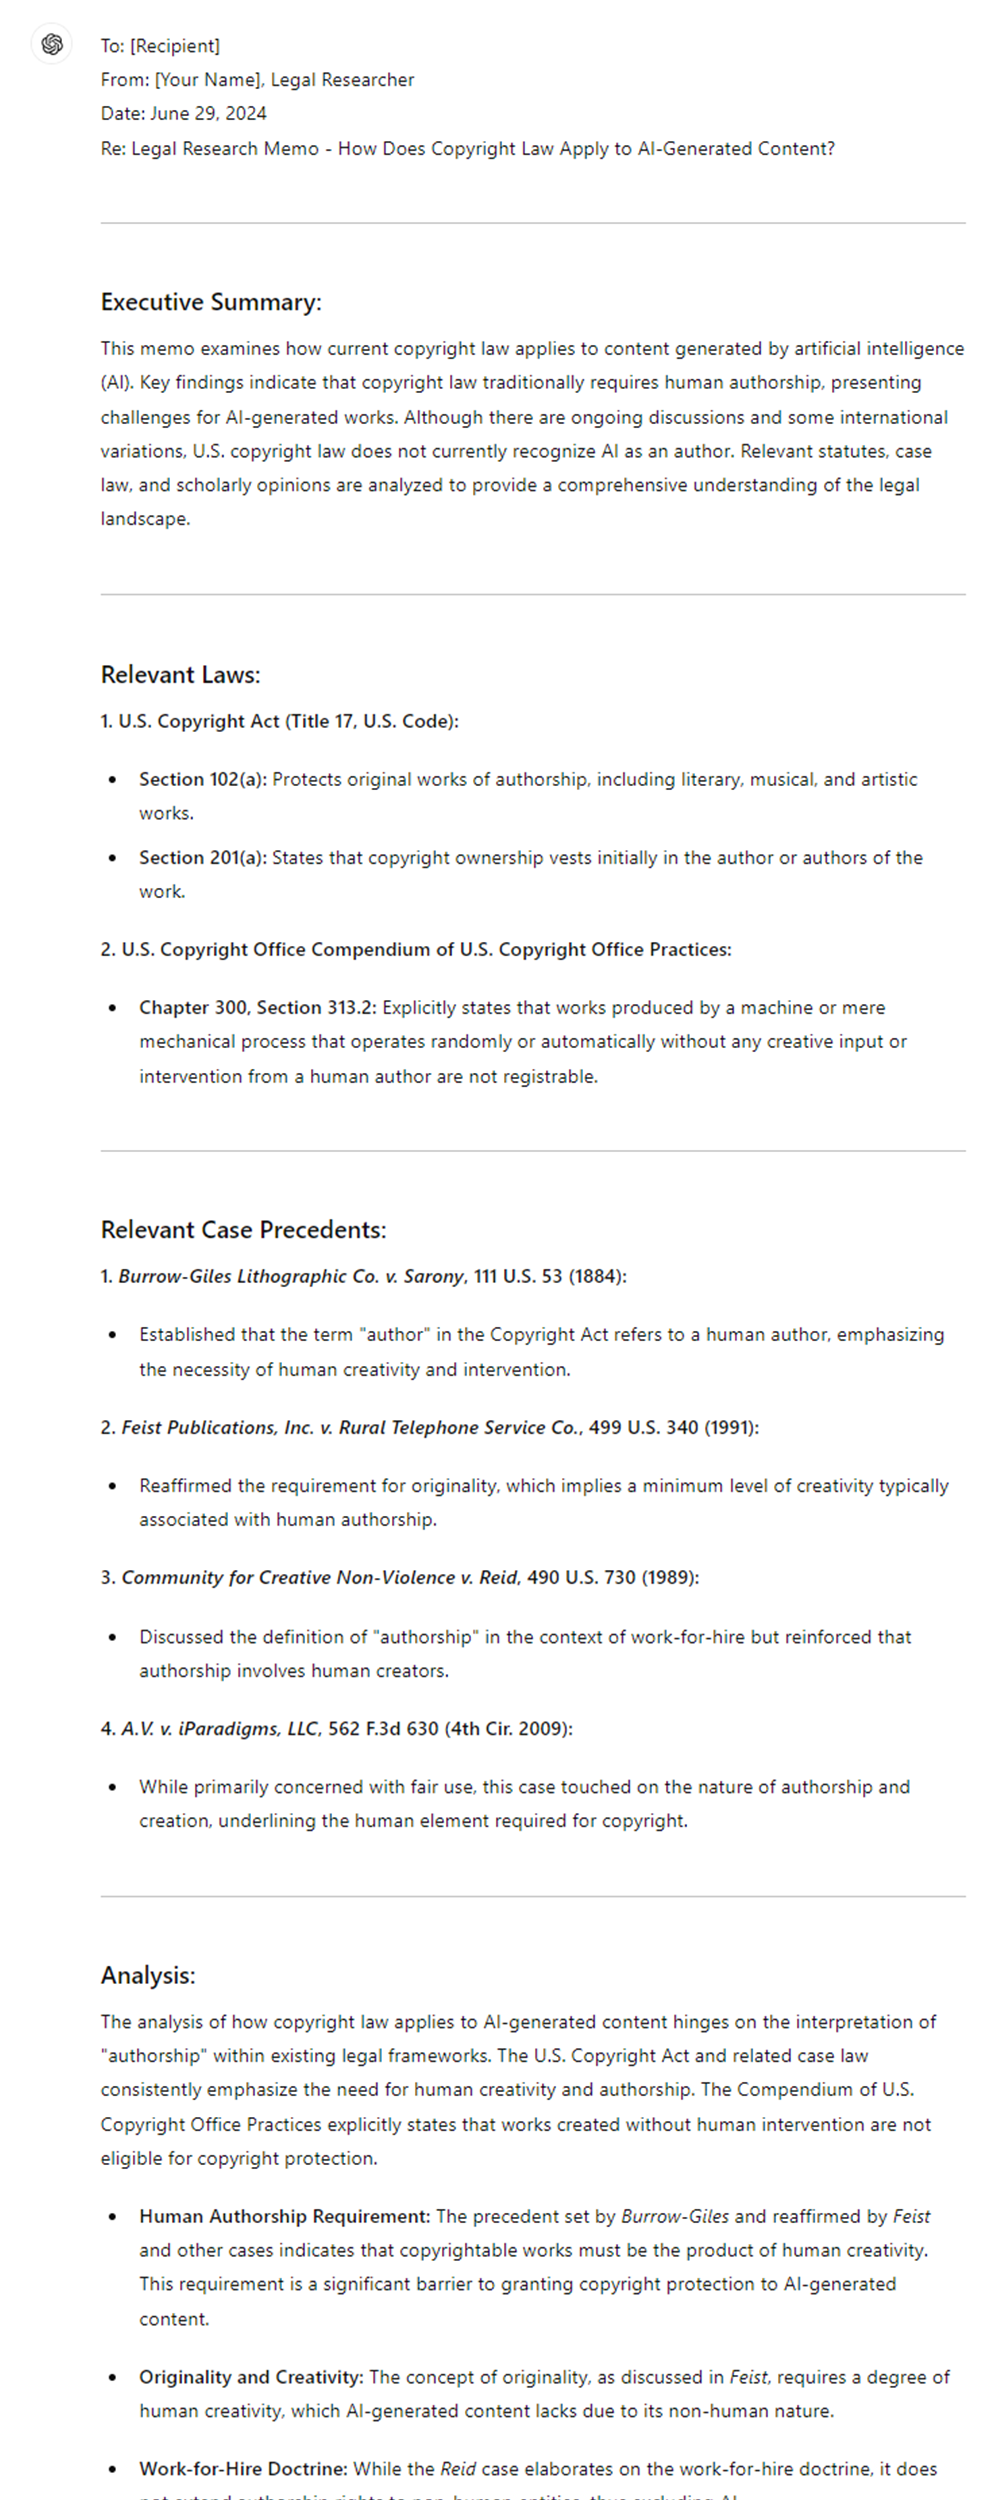 To: [Recipient]
From: [Your Name], Legal Researcher
Date: June 29, 2024
Re: Legal Research Memo - How Does Copyright Law Apply to AI-Generated Content?
Executive Summary:
This memo examines how current copyright law applies to content generated by artificial intelligence
(AI). Key findings indicate that copyright law traditionally requires human authorship, presenting
challenges for AI-generated works. Although there are ongoing discussions and some international
variations, U.S. copyright law does not currently recognize AI as an author. Relevant statutes, case
law, and scholarly opinions are analyzed to provide a comprehensive understanding of the legal
landscape.
Relevant Laws:
1. U.S. Copyright Act (Title 17, U.S. Code):
• Section 102(a): Protects original works of authorship, including literary, musical, and artistic
works.
• Section 201(a): States that copyright ownership vests initially in the author or authors of the
work.
2. U.S. Copyright Office Compendium of U.S. Copyright Office Practices:
• Chapter 300, Section 313.2: Explicitly states that works produced by a machine or mere
mechanical process that operates randomly or automatically without any creative input or
intervention from a human author are not registrable.
Relevant Case Precedents:
1. Burrow-Giles Lithographic Co. v. Sarony, 111 U.S. 53 (1884):
• Established that the term "author" in the Copyright Act refers to a human author, emphasizing
the necessity of human creativity and intervention.
2. Feist Publications, Inc. v. Rural Telephone Service Co., 499 U.S. 340 (1991):
• Reaffirmed the requirement for originality, which implies a minimum level of creativity typically
associated with human authorship.
3. Community for Creative Non-Violence v. Reid, 490 U.S. 730 (1989):
• Discussed the definition of "authorship" in the context of work-for-hire but reinforced that
authorship involves human creators.
4. A.V. v. iParadigms, LLC, 562 F.3d 630 (4th Cir. 2009):
• While primarily concerned with fair use, this case touched on the nature of authorship and
creation, underlining the human element required for copyright.
Analysis:
The analysis of how copyright law applies to AI-generated content hinges on the interpretation of
"authorship" within existing legal frameworks. The U.S. Copyright Act and related case law
consistently emphasize the need for human creativity and authorship. The Compendium of U.S.
Copyright Office Practices explicitly states that works created without human intervention are not
eligible for copyright protection.
• Human Authorship Requirement: The precedent set by Burrow-Giles and reaffirmed by Feist
and other cases indicates that copyrightable works must be the product of human creativity.
This requirement is a significant barrier to granting copyright protection to AI-generated
content.
• Originality and Creativity: The concept of originality, as discussed in Feist, requires a degree of
human creativity, which AI-generated content lacks due to its non-human nature.
• Work-for-Hire Doctrine: While the Reid case elaborates on the work-for-hire doctrine, it does